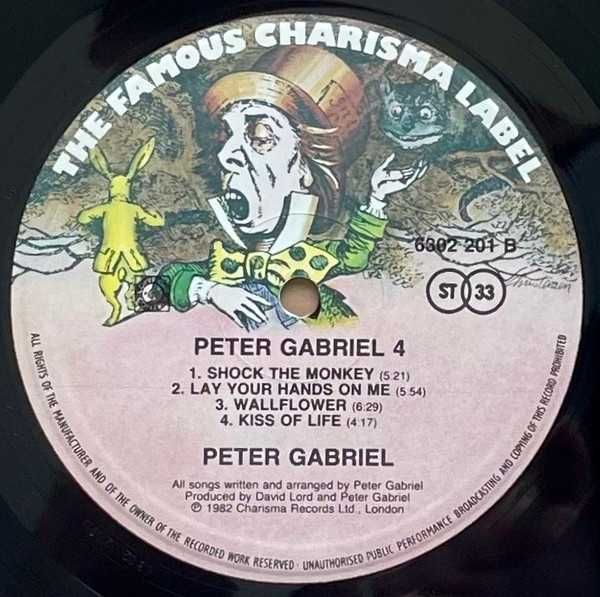 THE FAMOUS CHARISMA LABEL
6302 201 B
ST 33
PETER GABRIEL 4
1. SHOCK THE MONKEY (5:21)
2. LAY YOUR HANDS ON ME (5:54)
3. WALLFLOWER (6:29)
4. KISS OF LIFE (4:17)
PETER GABRIEL
All songs written and arranged by Peter Gabriel
Produced by David Lord and Peter Gabriel
℗ 1982 Charisma Records Ltd., London
ALL RIGHTS OF THE MANUFACTURER AND OF THE OWNER OF THE RECORDED WORK RESERVED · UNAUTHORISED PUBLIC PERFORMANCE BROADCASTING AND COPYING OF THIS RECORD PROHIBITED